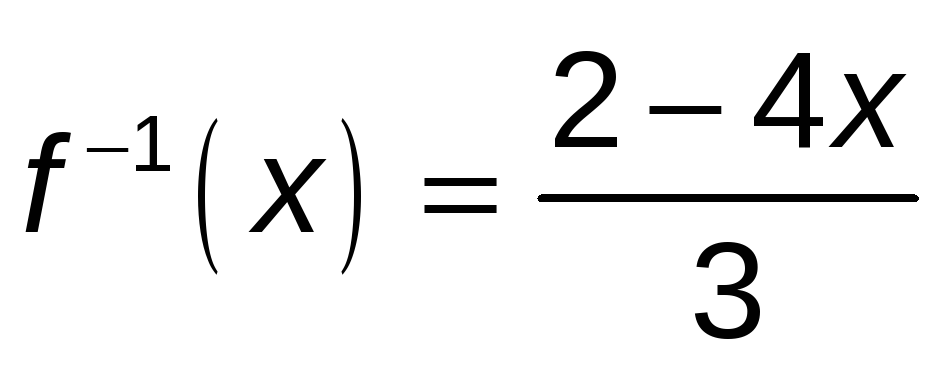 f⁻¹(x) = (2 − 4x)/3